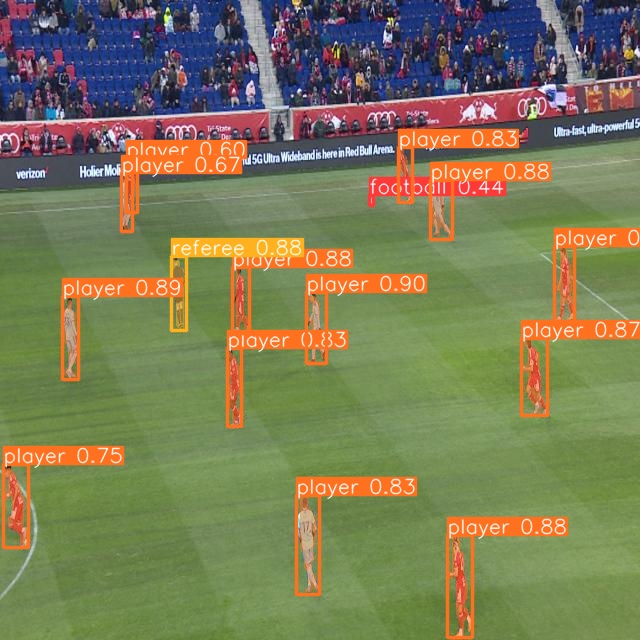 player 0.60
player 0.67
player 0.83
verizon
Holier
5G Ultra Wideband is here in Red Bull Arena.
Ultra-fast, ultra-powerful 5G
football 0.44
player 0.88
referee 0.88
player 0.88
player 0.89
player 0.90
player 0.83
player 0.87
player 0.75
player 0.83
player 0.88
17